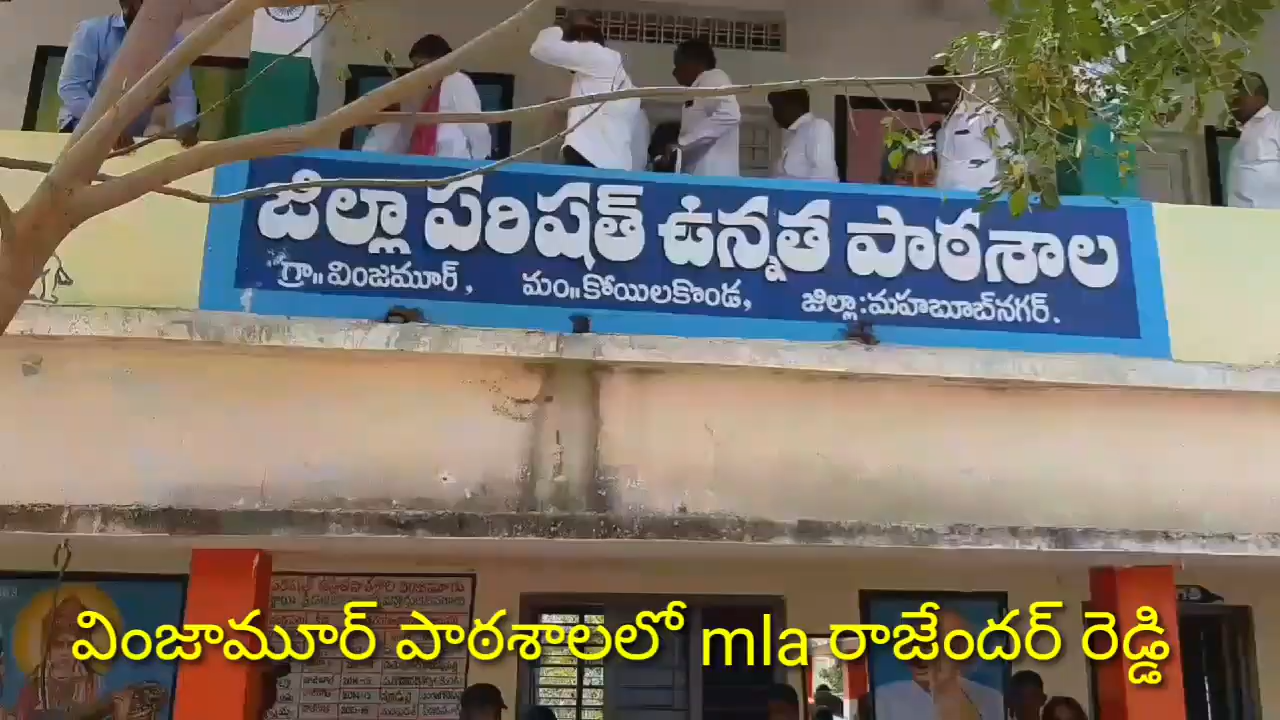 జిల్లా పరిషత్ ఉన్నత పాఠశాల
గ్రా॥ వింజమూర్, మం॥ కోయిలకొండ, జిల్లా: మహబూబ్‌నగర్.
వింజామూర్ పాఠశాలలో mla రాజేందర్ రెడ్డి